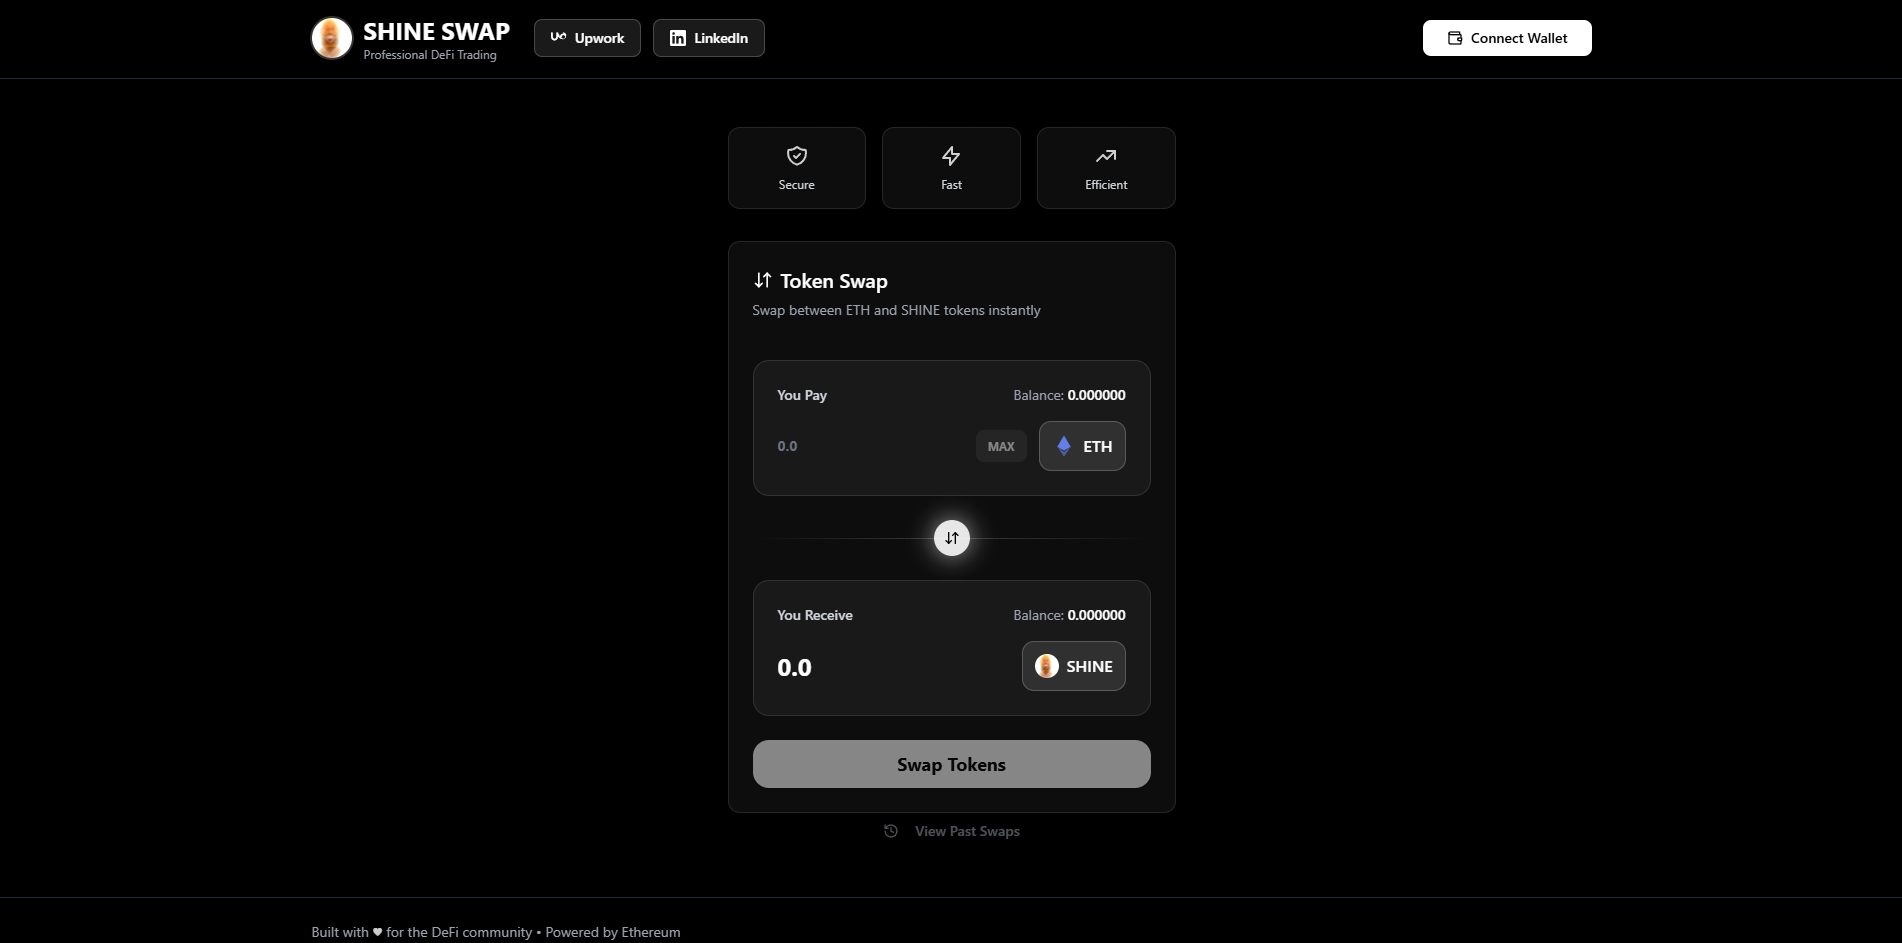 SHINE SWAP
Professional DeFi Trading
Upwork
LinkedIn
Connect Wallet
Secure
Fast
Efficient
Token Swap
Swap between ETH and SHINE tokens instantly
You Pay
Balance: 0.000000
0.0
MAX
ETH
You Receive
Balance: 0.000000
0.0
SHINE
Swap Tokens
View Past Swaps
Built with ♥ for the DeFi community • Powered by Ethereum